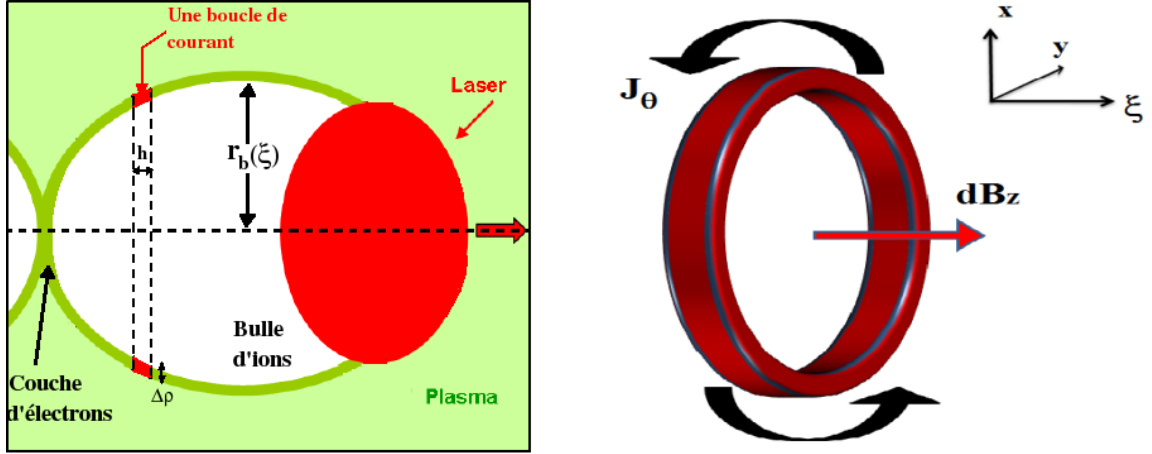 Une boucle de
courant
Laser
h
r_b(ξ)
Bulle
d'ions
Couche
d'électrons
Δρ
Plasma
J_θ
x
y
ξ
dB_z